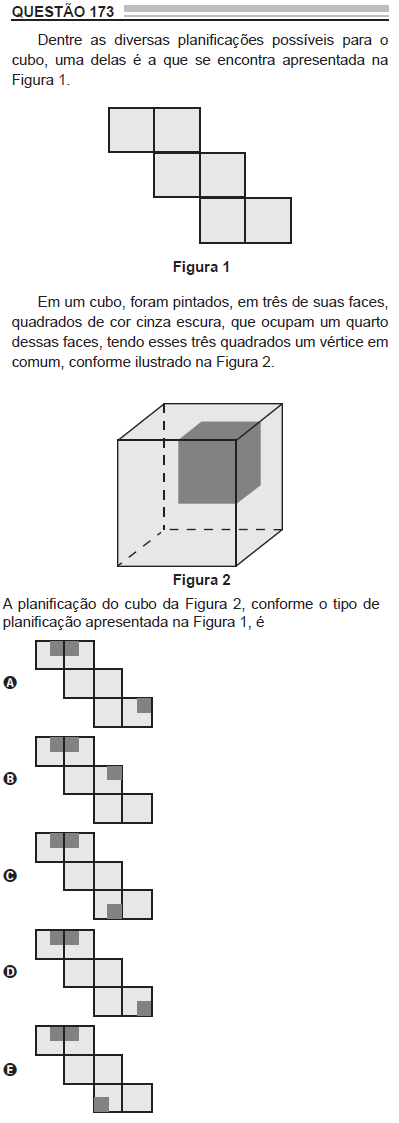 QUESTÃO 173
Dentre as diversas planificações possíveis para o
cubo, uma delas é a que se encontra apresentada na
Figura 1.
Figura 1
Em um cubo, foram pintados, em três de suas faces,
quadrados de cor cinza escura, que ocupam um quarto
dessas faces, tendo esses três quadrados um vértice em
comum, conforme ilustrado na Figura 2.
Figura 2
A planificação do cubo da Figura 2, conforme o tipo de
planificação apresentada na Figura 1, é
A
B
C
D
E